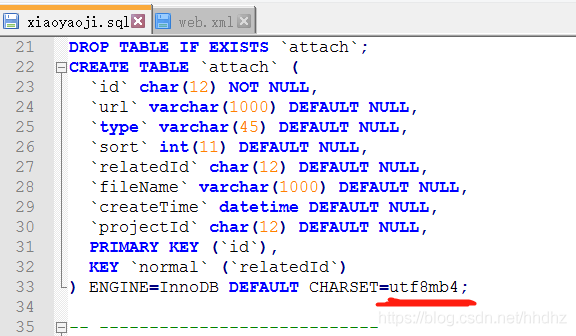 xiaoyaoji.sql web.xml
21 DROP TABLE IF EXISTS `attach`;
22 CREATE TABLE `attach` (
23 `id` char(12) NOT NULL,
24 `url` varchar(1000) DEFAULT NULL,
25 `type` varchar(45) DEFAULT NULL,
26 `sort` int(11) DEFAULT NULL,
27 `relatedId` char(12) DEFAULT NULL,
28 `fileName` varchar(1000) DEFAULT NULL,
29 `createTime` datetime DEFAULT NULL,
30 `projectId` char(12) DEFAULT NULL,
31 PRIMARY KEY (`id`),
32 KEY `normal` (`relatedId`)
33 ) ENGINE=InnoDB DEFAULT CHARSET=utf8mb4;
34
https://blog.csdn.net/hhdhz
35 -- ----------------------------